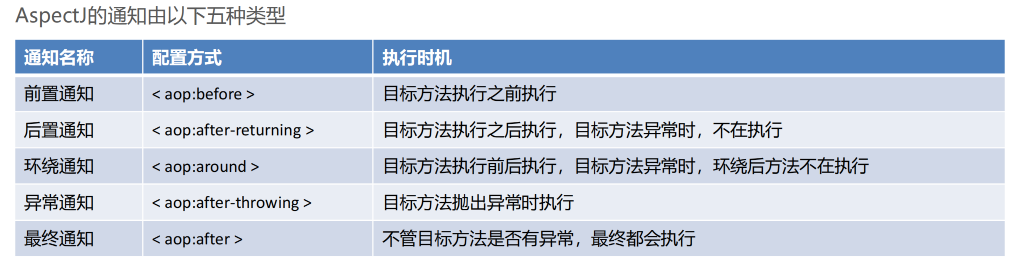 AspectJ的通知由以下五种类型
通知名称 配置方式 执行时机
前置通知 < aop:before > 目标方法执行之前执行
后置通知 < aop:after-returning > 目标方法执行之后执行，目标方法异常时，不在执行
环绕通知 < aop:around > 目标方法执行前后执行，目标方法异常时，环绕后方法不在执行
异常通知 < aop:after-throwing > 目标方法抛出异常时执行
最终通知 < aop:after > 不管目标方法是否有异常，最终都会执行